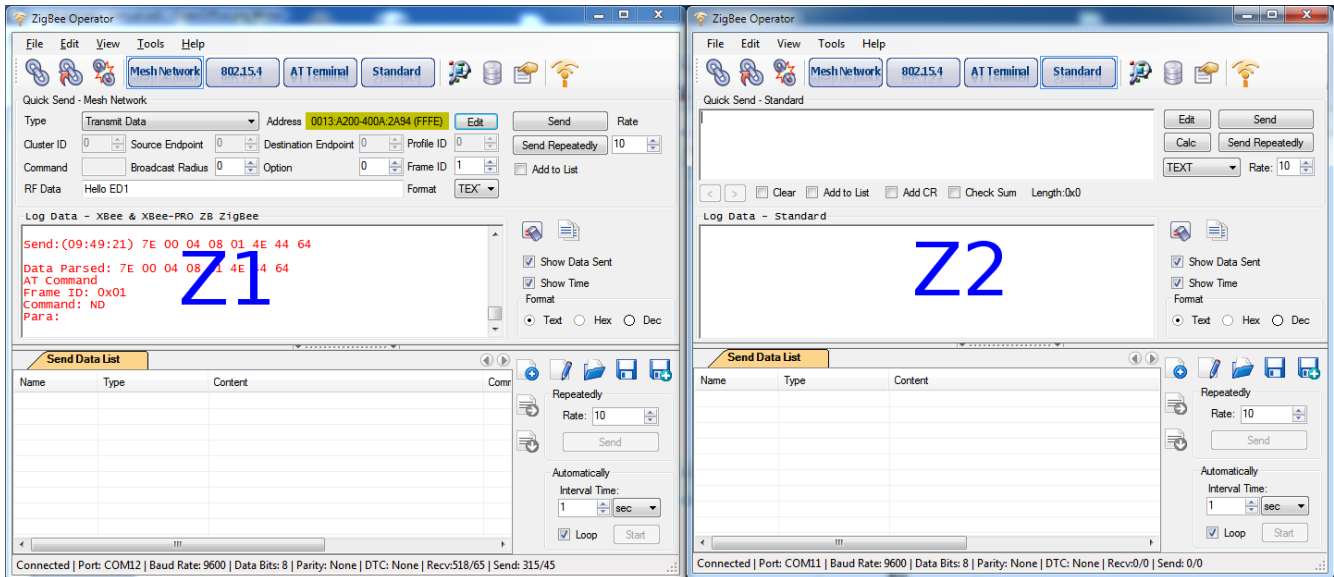 ZigBee Operator
File Edit View Tools Help
Mesh Network 802.15.4 AT Terminal Standard
Quick Send - Mesh Network
Type Transmit Data Address 0013:A200-400A:2A94 (FFFE) Edit Send Rate
Cluster ID 0 Source Endpoint 0 Destination Endpoint 0 Profile ID 0 Send Repeatedly 10
Command Broadcast Radius 0 Option 0 Frame ID 1 Add to List
RF Data Hello ED1 Format TEXT
Log Data - XBee & XBee-PRO ZB ZigBee
Send:(09:49:21) 7E 00 04 08 01 4E 44 64
Data Parsed: 7E 00 04 08 01 4E 44 64
AT Command
Frame ID: 0x01
Command: ND
Para:
Z1
Show Data Sent
Show Time
Format
Text Hex Dec
Send Data List
Name Type Content Comr
Repeatedly
Rate: 10
Send
Automatically
Interval Time:
1 sec
Loop Start
Connected | Port: COM12 | Baud Rate: 9600 | Data Bits: 8 | Parity: None | DTC: None | Recv:518/65 | Send: 315/45
ZigBee Operator
File Edit View Tools Help
Mesh Network 802.15.4 AT Terminal Standard
Quick Send - Standard
Edit Send
Calc Send Repeatedly
TEXT Rate: 10
< > Clear Add to List Add CR Check Sum Length:0x0
Log Data - Standard
Z2
Show Data Sent
Show Time
Format
Text Hex Dec
Send Data List
Name Type Content
Repeatedly
Rate: 10
Send
Automatically
Interval Time:
1 sec
Loop Start
Connected | Port: COM11 | Baud Rate: 9600 | Data Bits: 8 | Parity: None | DTC: None | Recv:0/0 | Send: 0/0